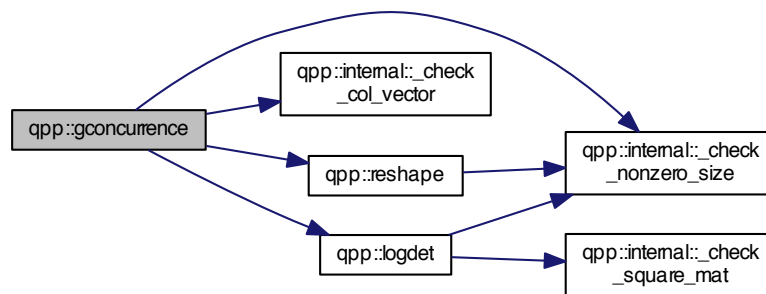 qpp::internal::_check
_col_vector
qpp::gconcurrence
qpp::internal::_check
_nonzero_size
qpp::reshape
qpp::logdet
qpp::internal::_check
_square_mat